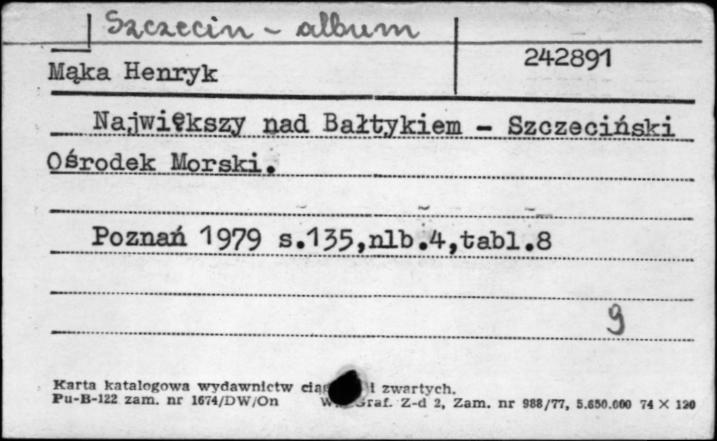 Szczecin - album
242891
Mąka Henryk
Największy nad Bałtykiem - Szczeciński
Ośrodek Morski.
Poznań 1979 s.135,nlb.4,tabl.8
9
Karta katalogowa wydawnictw i zwartych.
Pu-B-122 zam. nr 1674/DW/On Z-d 2, Zam. nr 988/77, 5.650.000 74 X 120